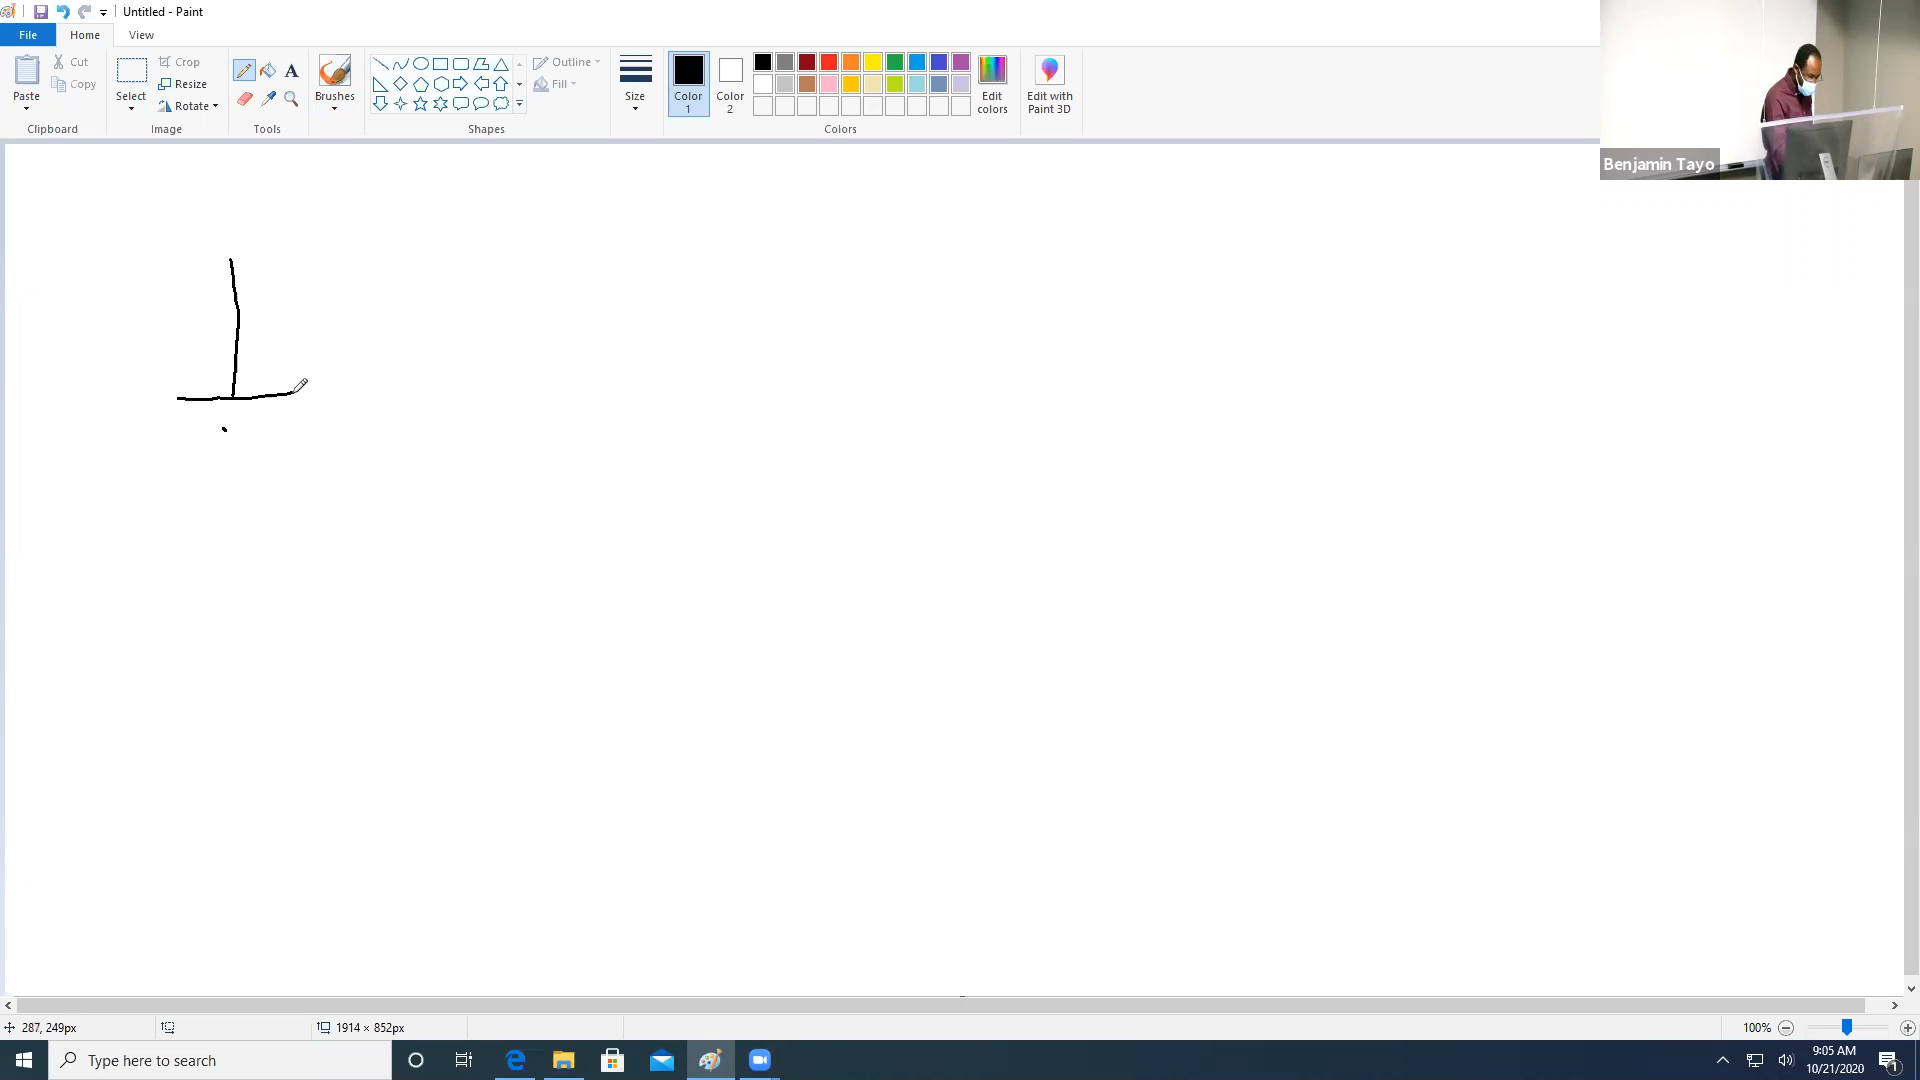 Untitled - Paint
File Home View
Paste
Cut
Copy
Clipboard
Select
Crop
Resize
Rotate
Image
A
Tools
Brushes
Shapes
Outline
Fill
Size
Color 1
Color 2
Colors
Edit colors
Edit with Paint 3D
Benjamin Tayo
287, 249px
1914 × 852px
100%
Type here to search
9:05 AM
10/21/2020
1